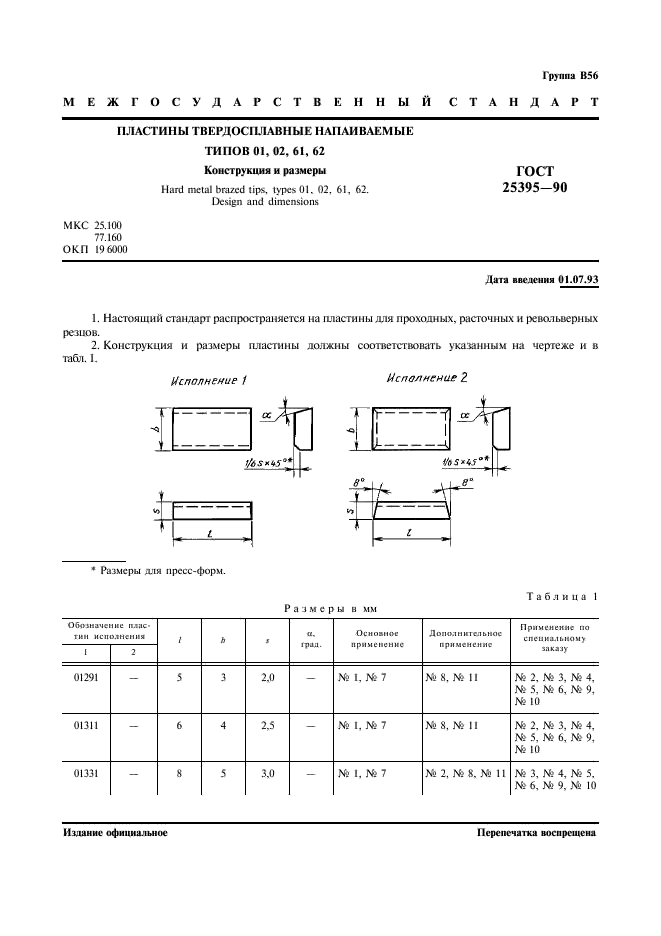 Группа В56
МЕЖГОСУДАРСТВЕННЫЙ СТАНДАРТ
ПЛАСТИНЫ ТВЕРДОСПЛАВНЫЕ НАПАИВАЕМЫЕ
ТИПОВ 01, 02, 61, 62
Конструкция и размеры
Hard metal brazed tips, types 01, 02, 61, 62.
Design and dimensions
ГОСТ
25395—90
МКС 25.100
77.160
ОКП 19 6000
Дата введения 01.07.93
1. Настоящий стандарт распространяется на пластины для проходных, расточных и револьверных
резцов.
2. Конструкция и размеры пластины должны соответствовать указанным на чертеже и в
табл. 1.
Исполнение 1
Исполнение 2
b
α
1/6 s×45°*
b
α
1/6 s×45°*
s
l
8°
8°
s
l
* Размеры для пресс-форм.
Таблица 1
Размеры в мм
Обозначение плас-
тин исполнения
1
2
l
b
s
α,
град.
Основное
применение
Дополнительное
применение
Применение по
специальному
заказу
01291 — 5 3 2,0 — № 1, № 7 № 8, № 11 № 2, № 3, № 4,
№ 5, № 6, № 9,
№ 10
01311 — 6 4 2,5 — № 1, № 7 № 8, № 11 № 2, № 3, № 4,
№ 5, № 6, № 9,
№ 10
01331 — 8 5 3,0 — № 1, № 7 № 2, № 8, № 11 № 3, № 4, № 5,
№ 6, № 9, № 10
Издание официальное
Перепечатка воспрещена